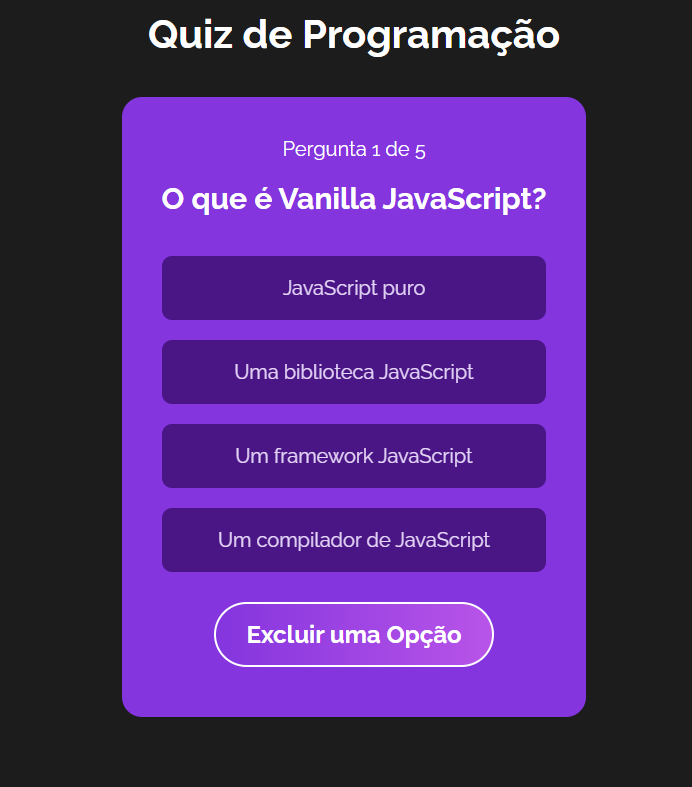 Quiz de Programação
Pergunta 1 de 5
O que é Vanilla JavaScript?
JavaScript puro
Uma biblioteca JavaScript
Um framework JavaScript
Um compilador de JavaScript
Excluir uma Opção